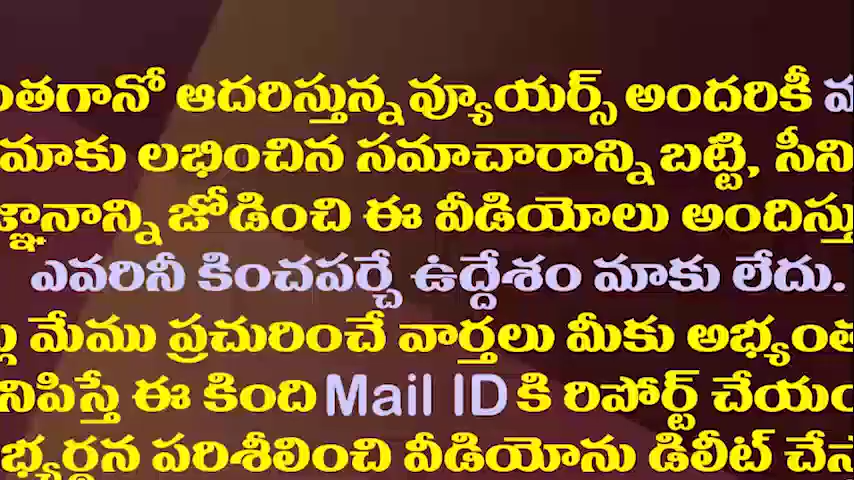 ంతగానో ఆదరిస్తున్న వ్యూయర్స్ అందరికీ
మాకు లభించిన సమాచారాన్ని బట్టి, సీని
జ్ఞానాన్ని జోడించి ఈ వీడియోలు అందిస్తు
ఎవరినీ కించపర్చే ఉద్దేశం మాకు లేదు.
మేము ప్రచురించే వార్తలు మీకు అభ్యంత
నిపిస్తే ఈ కింది Mail ID కి రిపోర్ట్ చేయం
భ్యర్థన పరిశీలించి వీడియోను డిలీట్ చేస